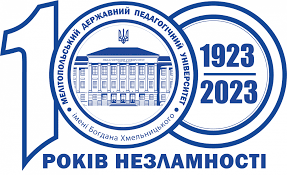 МЕЛІТОПОЛЬСЬКИЙ ДЕРЖАВНИЙ ПЕДАГОГІЧНИЙ УНІВЕРСИТЕТ
імені Богдана Хмельницького
1923
2023
РОКІВ НЕЗЛАМНОСТІ